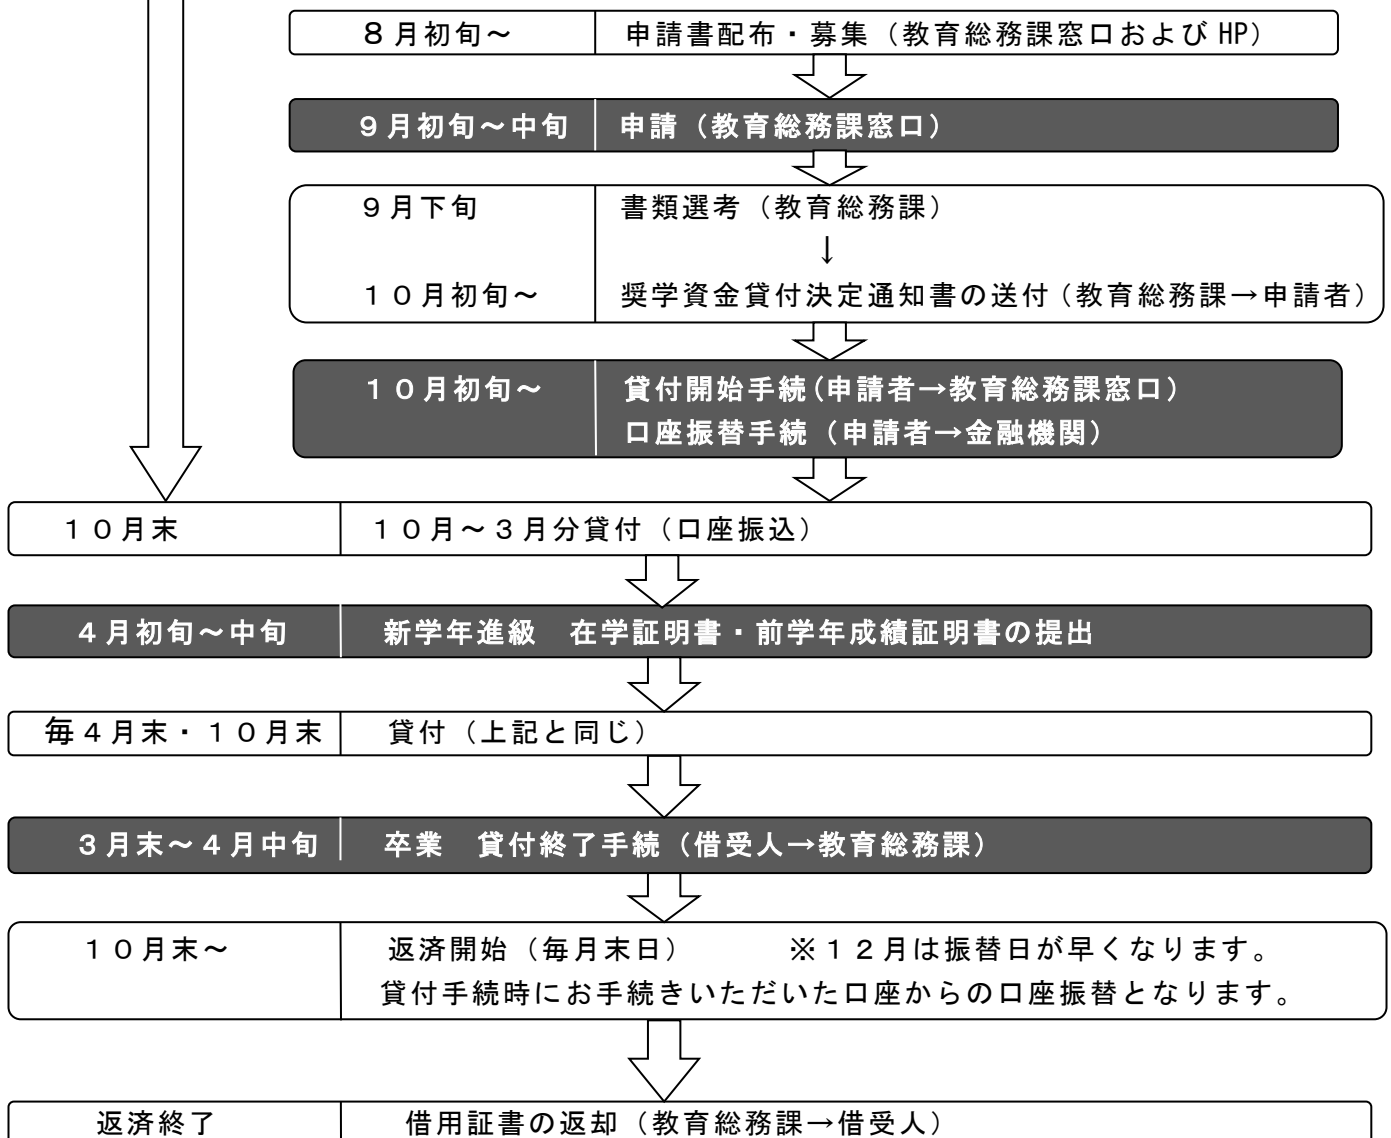 ８月初旬～ 申請書配布・募集（教育総務課窓口および HP）
９月初旬～中旬 申請（教育総務課窓口）
９月下旬 書類選考（教育総務課）
↓
１０月初旬～ 奨学資金貸付決定通知書の送付（教育総務課→申請者）
１０月初旬～ 貸付開始手続（申請者→教育総務課窓口）
口座振替手続（申請者→金融機関）
１０月末 １０月～３月分貸付（口座振込）
４月初旬～中旬 新学年進級　在学証明書・前学年成績証明書の提出
毎４月末・１０月末 貸付（上記と同じ）
３月末～４月中旬 卒業　貸付終了手続（借受人→教育総務課）
１０月末～ 返済開始（毎月末日）　　　※１２月は振替日が早くなります。
貸付手続時にお手続きいただいた口座からの口座振替となります。
返済終了 借用証書の返却（教育総務課→借受人）